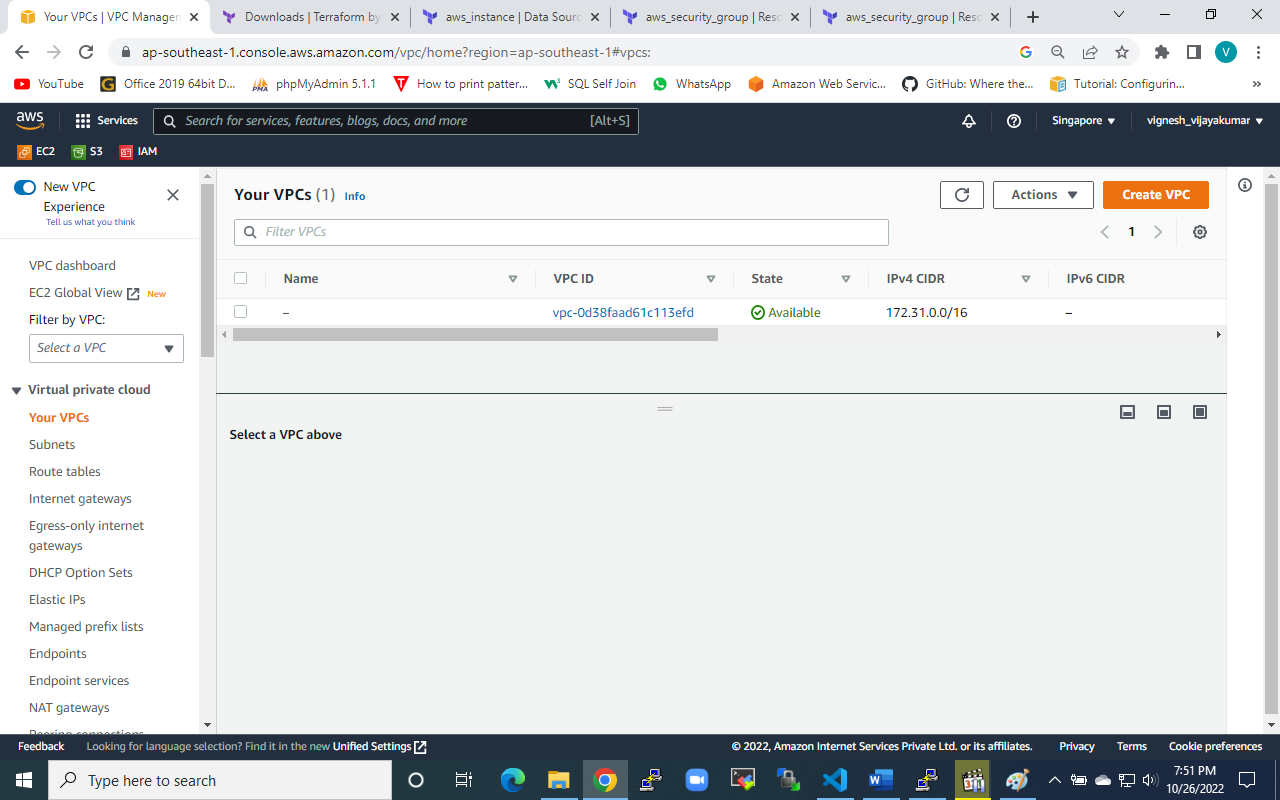 Your VPCs | VPC Managem
Downloads | Terraform by
aws_instance | Data Sourc
aws_security_group | Reso
aws_security_group | Reso
ap-southeast-1.console.aws.amazon.com/vpc/home?region=ap-southeast-1#vpcs:
V
YouTube
Office 2019 64bit D...
phpMyAdmin 5.1.1
How to print patter...
SQL Self Join
WhatsApp
Amazon Web Servic...
GitHub: Where the...
Tutorial: Configurin...
aws
Services
Search for services, features, blogs, docs, and more
[Alt+S]
Singapore
vignesh_vijayakumar
EC2
S3
IAM
New VPC
Experience
Tell us what you think
VPC dashboard
EC2 Global View New
Filter by VPC:
Select a VPC
Virtual private cloud
Your VPCs
Subnets
Route tables
Internet gateways
Egress-only internet
gateways
DHCP Option Sets
Elastic IPs
Managed prefix lists
Endpoints
Endpoint services
NAT gateways
Peering connections
Your VPCs (1) Info
Actions
Create VPC
Filter VPCs
1
Name
VPC ID
State
IPv4 CIDR
IPv6 CIDR
–
vpc-0d38faad61c113efd
Available
172.31.0.0/16
–
Select a VPC above
Feedback
Looking for language selection? Find it in the new Unified Settings
© 2022, Amazon Internet Services Private Ltd. or its affiliates.
Privacy
Terms
Cookie preferences
Type here to search
7:51 PM
10/26/2022